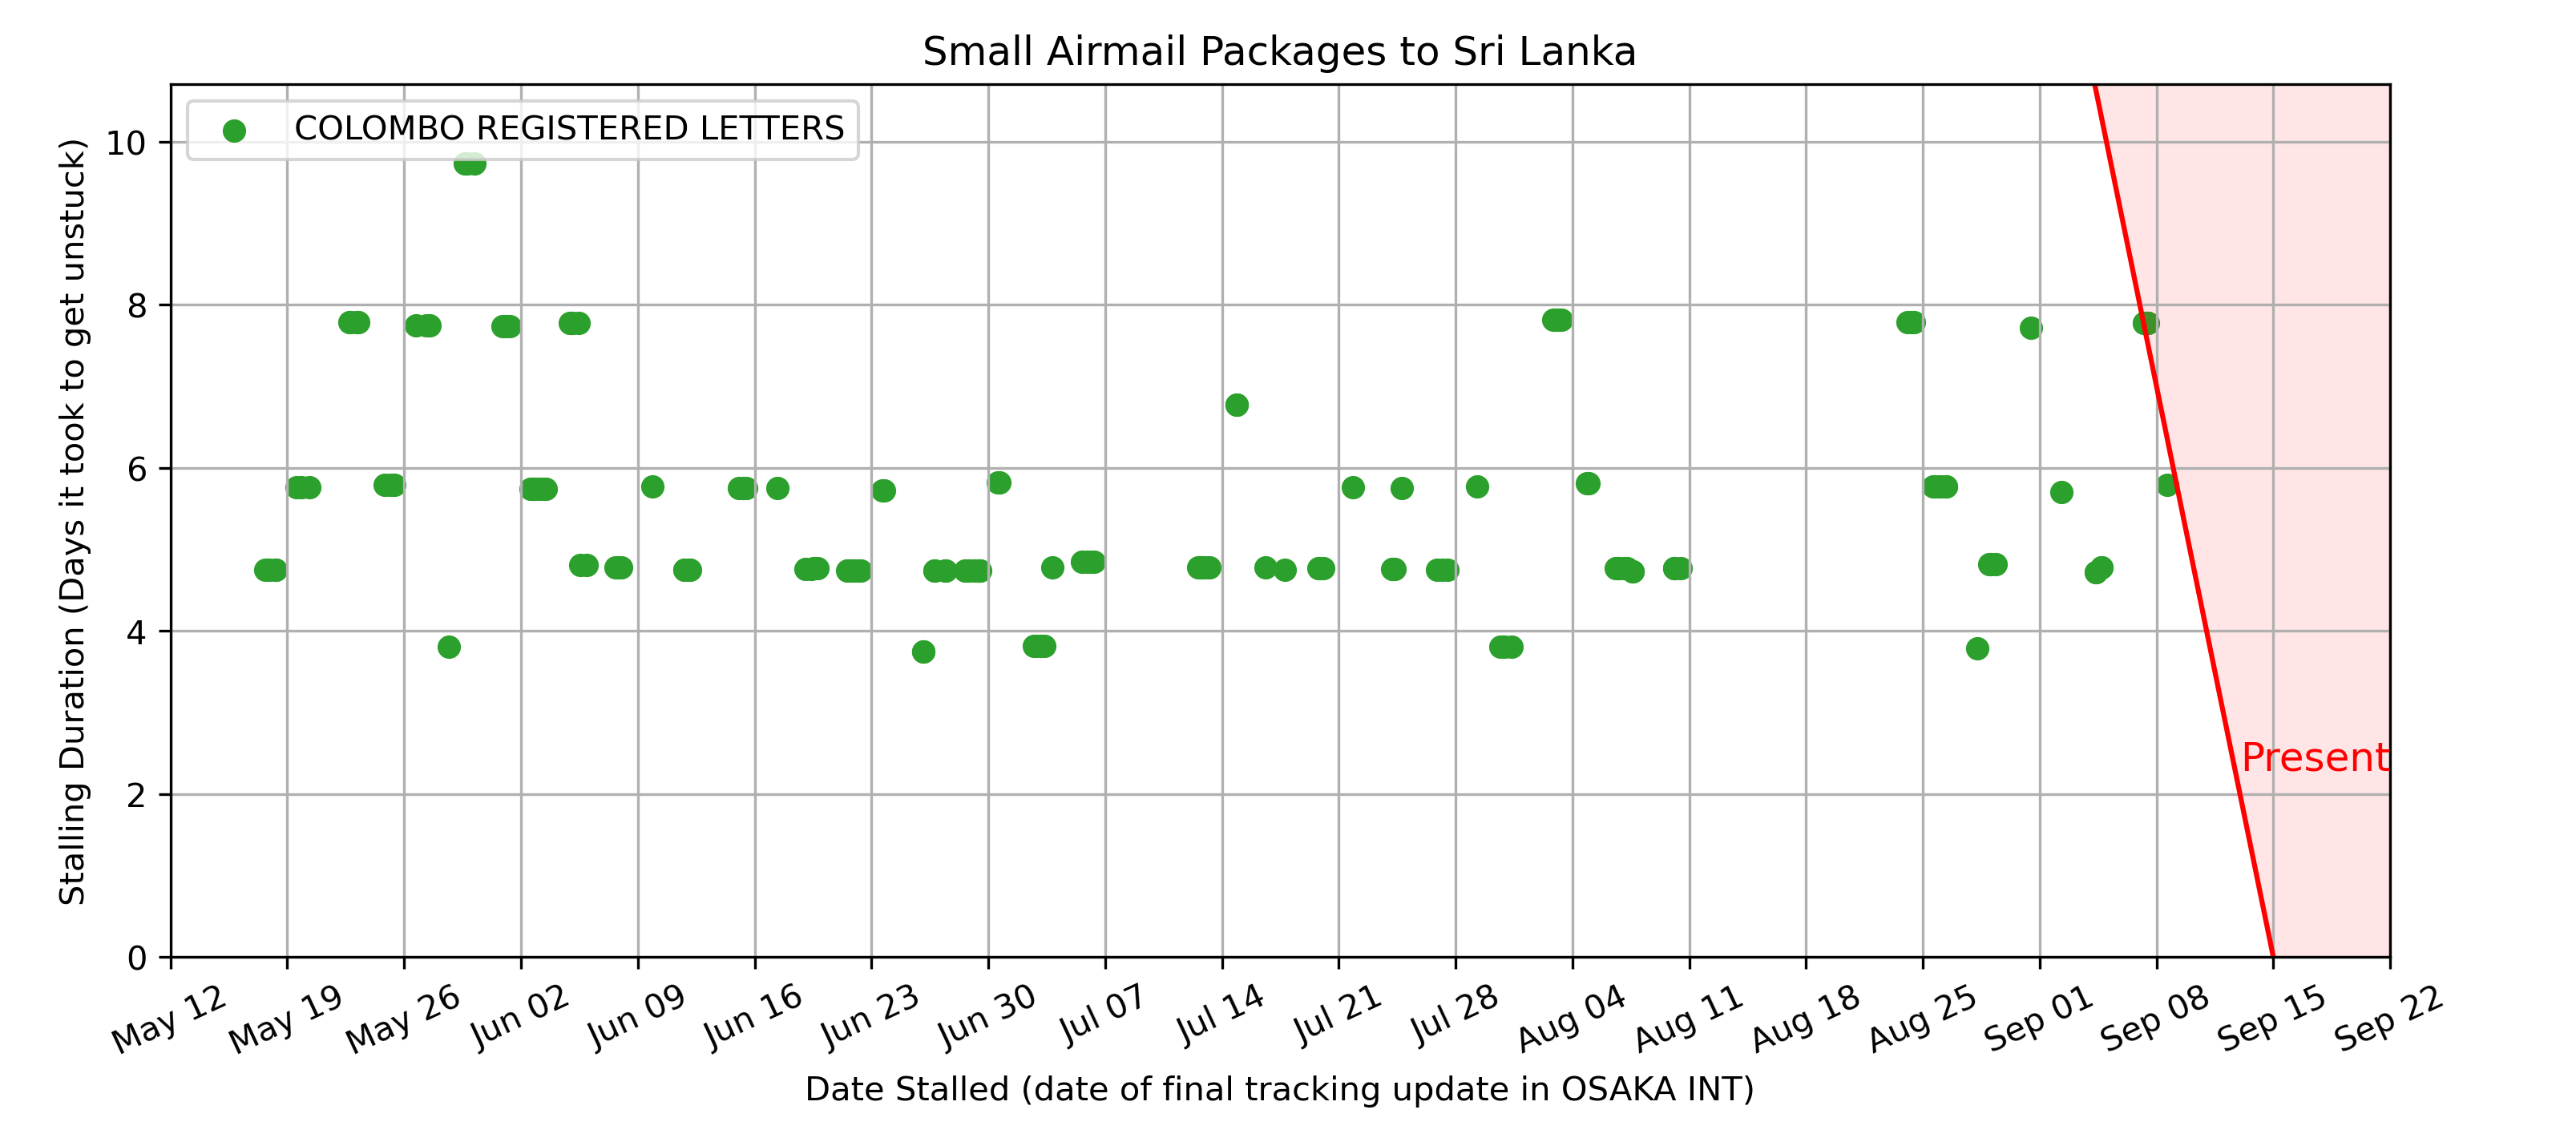 Small Airmail Packages to Sri Lanka
COLOMBO REGISTERED LETTERS
Stalling Duration (Days it took to get unstuck)
10
8
6
4
2
0
Present
May 12
May 19
May 26
Jun 02
Jun 09
Jun 16
Jun 23
Jun 30
Jul 07
Jul 14
Jul 21
Jul 28
Aug 04
Aug 11
Aug 18
Aug 25
Sep 01
Sep 08
Sep 15
Sep 22
Date Stalled (date of final tracking update in OSAKA INT)